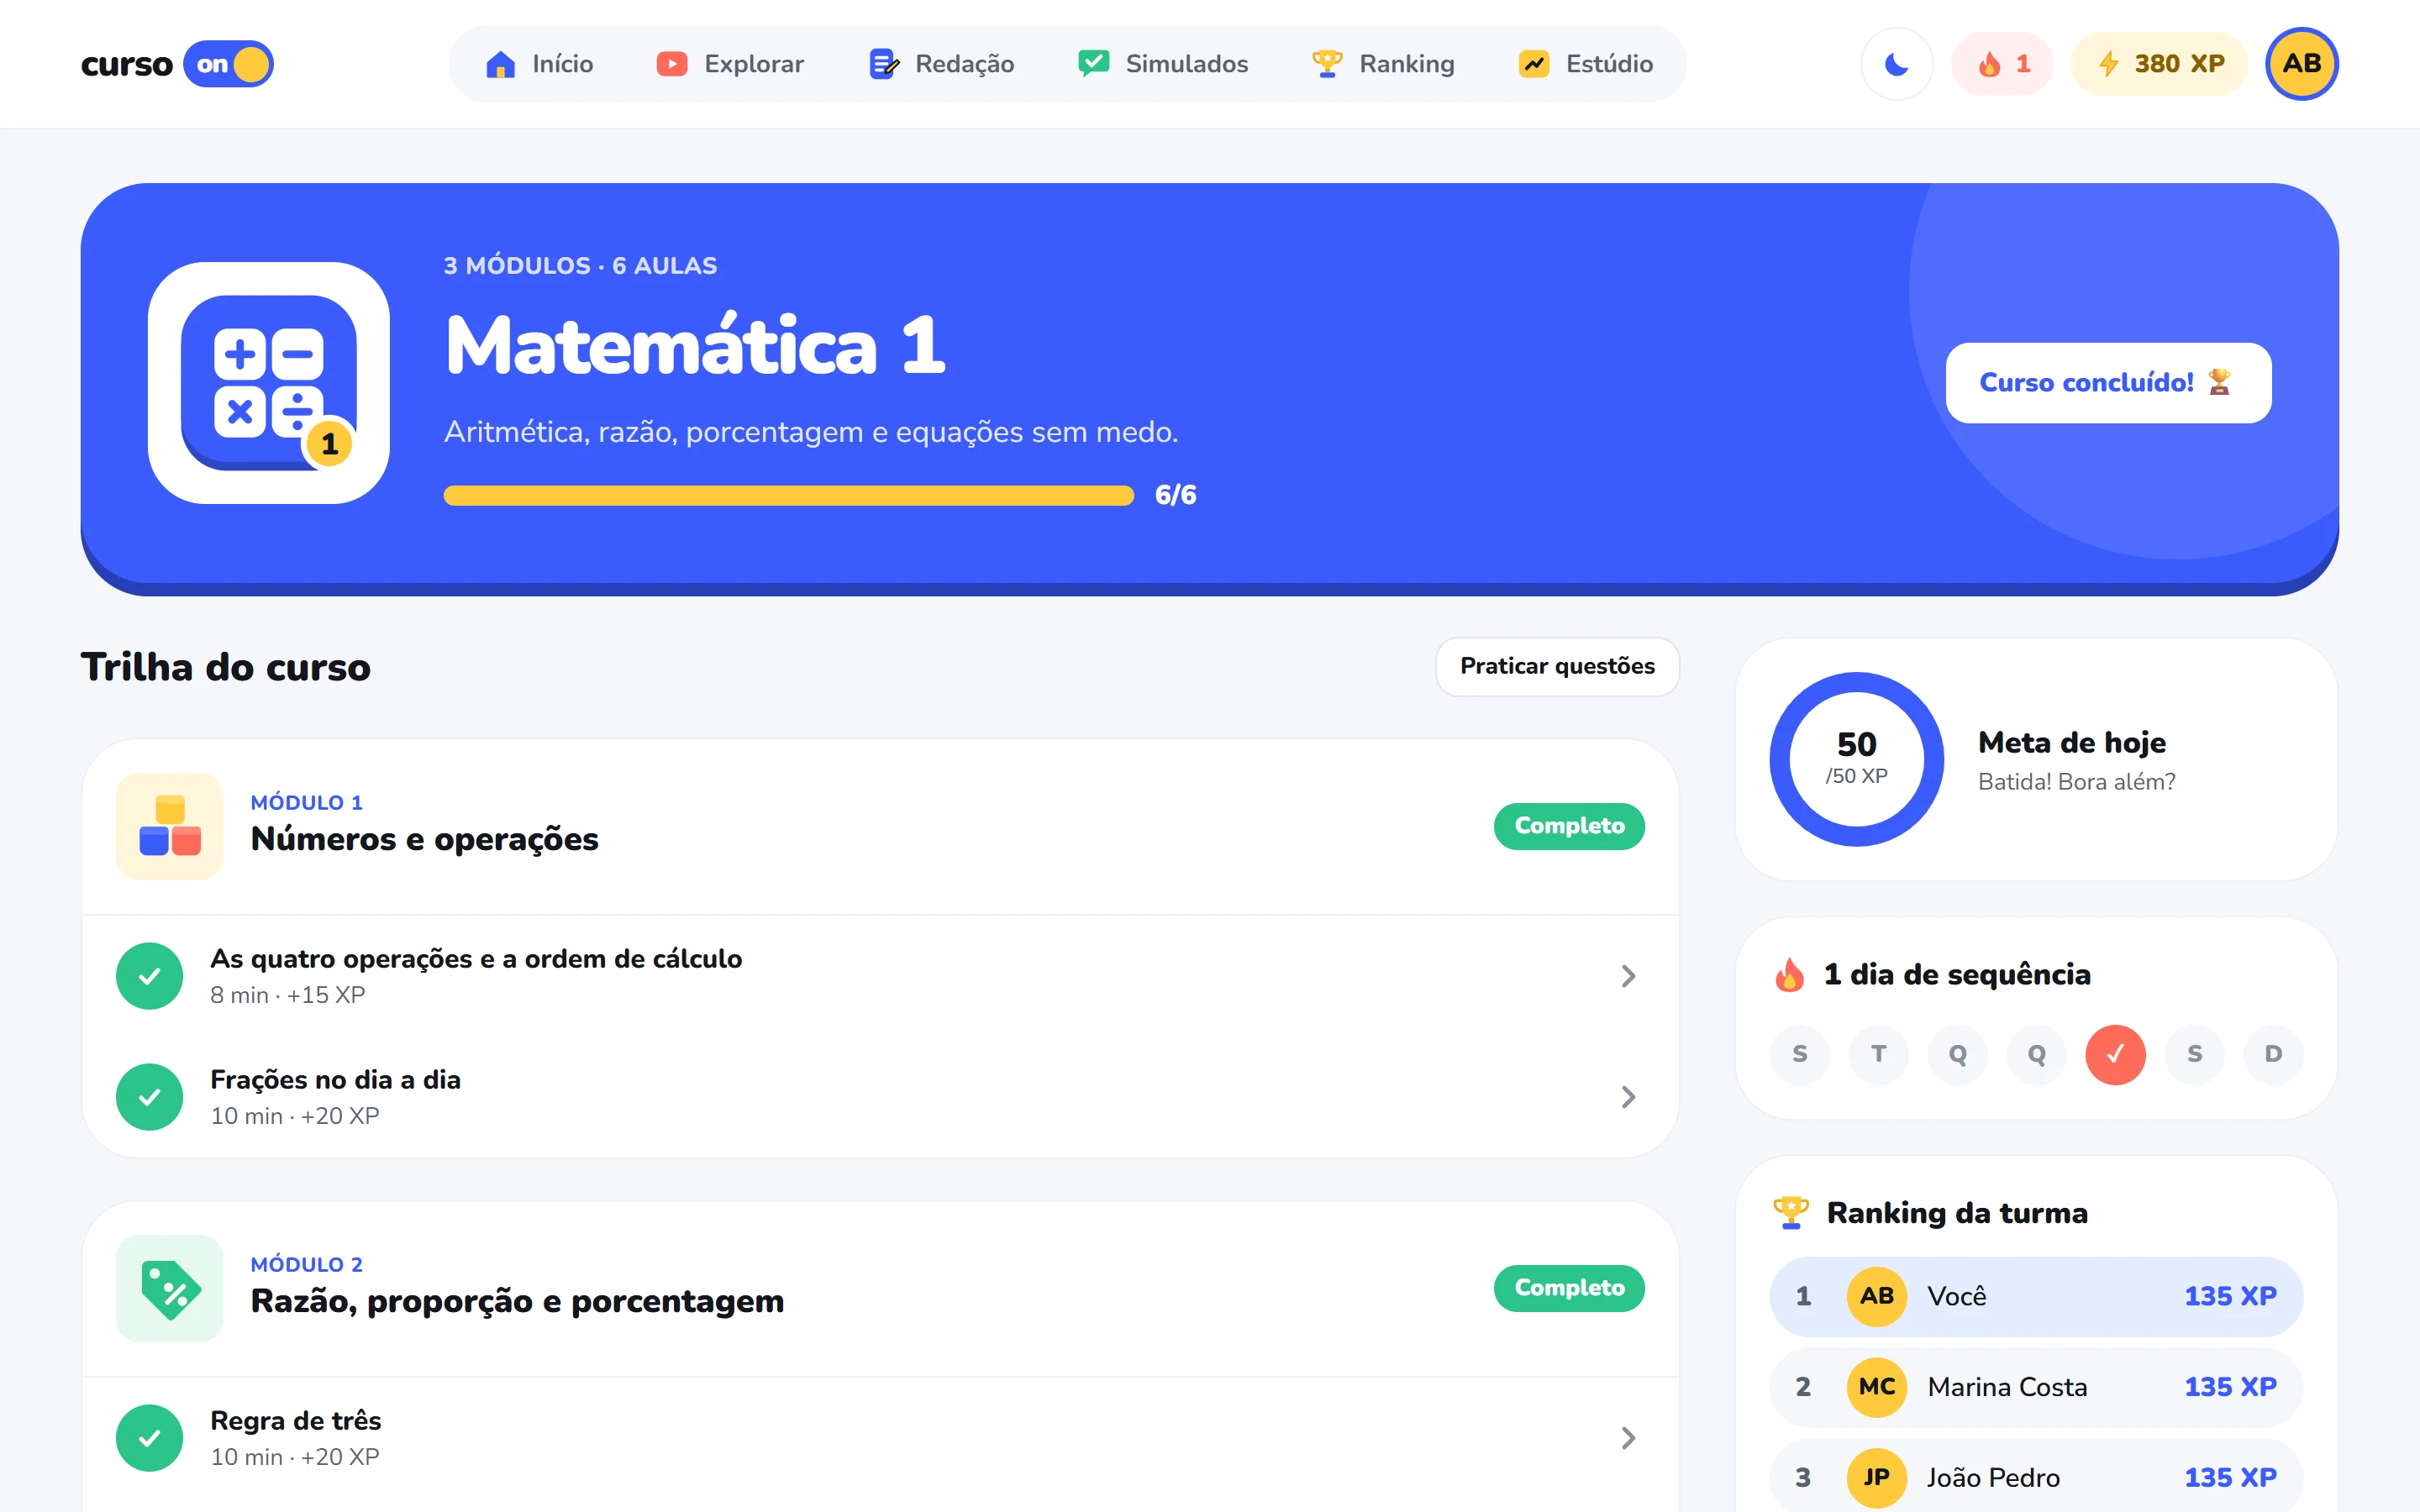 curso on
Início
Explorar
Redação
Simulados
Ranking
Estúdio
1
380 XP
AB
3 MÓDULOS · 6 AULAS
Matemática 1
Aritmética, razão, porcentagem e equações sem medo.
6/6
1
Curso concluído!
Trilha do curso
Praticar questões
MÓDULO 1
Números e operações
Completo
As quatro operações e a ordem de cálculo
8 min · +15 XP
Frações no dia a dia
10 min · +20 XP
MÓDULO 2
Razão, proporção e porcentagem
Completo
Regra de três
10 min · +20 XP
50
/50 XP
Meta de hoje
Batida! Bora além?
1 dia de sequência
S T Q Q ✓ S D
Ranking da turma
1 AB Você 135 XP
2 MC Marina Costa 135 XP
3 JP João Pedro 135 XP